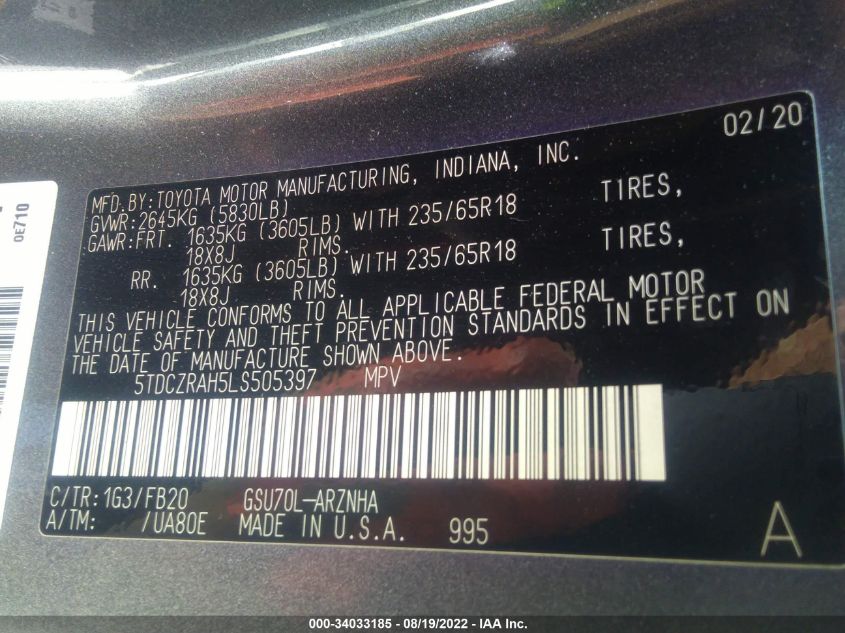 02/20
MFD.BY:TOYOTA MOTOR MANUFACTURING, INDIANA, INC.
GVWR:2645KG (5830LB)
GAWR:FRT. 1635KG (3605LB) WITH 235/65R18 TIRES,
18X8J RIMS.
RR. 1635KG (3605LB) WITH 235/65R18 TIRES,
18X8J RIMS.
THIS VEHICLE CONFORMS TO ALL APPLICABLE FEDERAL MOTOR
VEHICLE SAFETY AND THEFT PREVENTION STANDARDS IN EFFECT ON
THE DATE OF MANUFACTURE SHOWN ABOVE.
5TDCZRAH5LS505397 MPV
C/TR: 1G3/FB20 GSU70L-ARZNHA
A/TM: /UA80E MADE IN U.S.A. 995
A
0E710
000-34033185 - 08/19/2022 - IAA Inc.